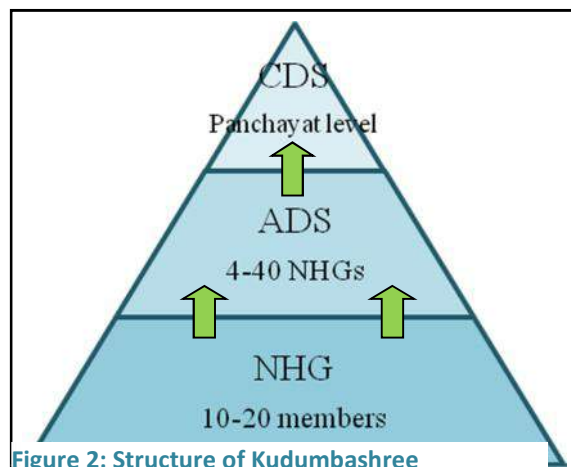 CDS
Panchayat level
ADS
4-40 NHGs
NHG
10-20 members
Figure 2: Structure of Kudumbashree